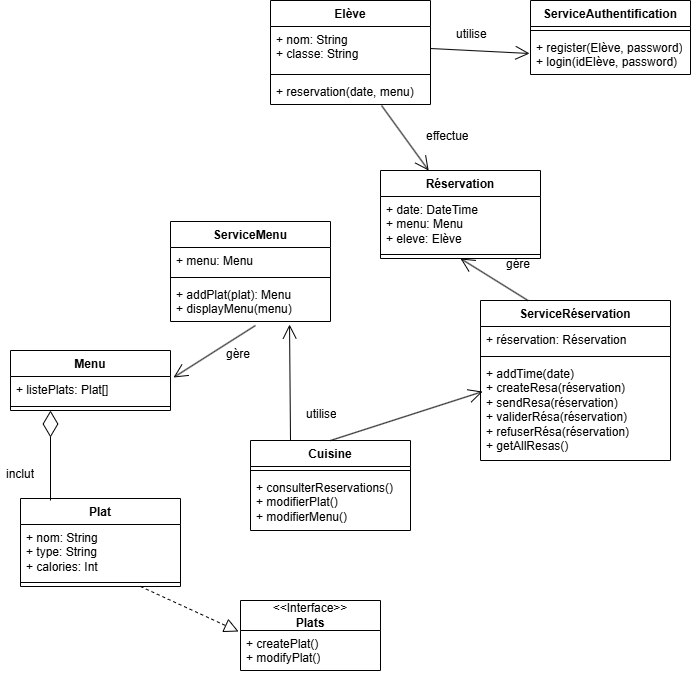 Elève
+ nom: String
+ classe: String
+ reservation(date, menu)
utilise
ServiceAuthentification
+ register(Elève, password)
+ login(idElève, password)
effectue
Réservation
+ date: DateTime
+ menu: Menu
+ eleve: Elève
gère
ServiceMenu
+ menu: Menu
+ addPlat(plat): Menu
+ displayMenu(menu)
ServiceRéservation
+ réservation: Réservation
+ addTime(date)
+ createResa(réservation)
+ sendResa(réservation)
+ validerRésa(réservation)
+ refuserRésa(réservation)
+ getAllResas()
gère
Menu
+ listePlats: Plat[]
utilise
Cuisine
+ consulterReservations()
+ modifierPlat()
+ modifierMenu()
inclut
Plat
+ nom: String
+ type: String
+ calories: Int
<<Interface>>
Plats
+ createPlat()
+ modifyPlat()